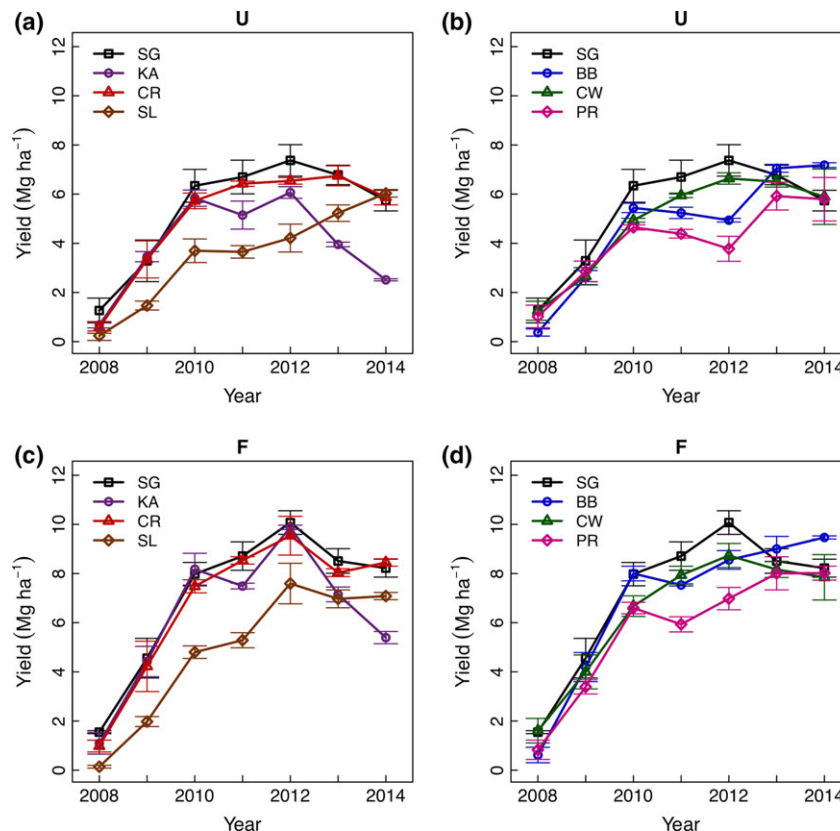 (a) U
Yield (Mg ha⁻¹)
12
10
8
6
4
2
0
SG
KA
CR
SL
2008 2010 2012 2014
Year
(b) U
Yield (Mg ha⁻¹)
12
10
8
6
4
2
0
SG
BB
CW
PR
2008 2010 2012 2014
Year
(c) F
Yield (Mg ha⁻¹)
12
10
8
6
4
2
0
SG
KA
CR
SL
2008 2010 2012 2014
Year
(d) F
Yield (Mg ha⁻¹)
12
10
8
6
4
2
0
SG
BB
CW
PR
2008 2010 2012 2014
Year